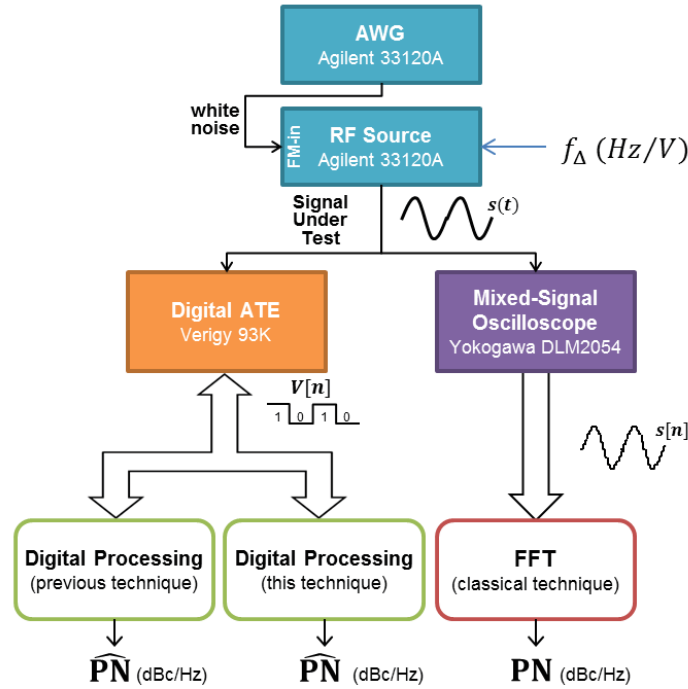 AWG
Agilent 33120A
white
noise
FM-in
RF Source
Agilent 33120A
f_Δ (Hz/V)
Signal
Under
Test
s(t)
Digital ATE
Verigy 93K
Mixed-Signal
Oscilloscope
Yokogawa DLM2054
V[n]
1 0 1 0
s[n]
Digital Processing
(previous technique)
Digital Processing
(this technique)
FFT
(classical technique)
P̂N̂ (dBc/Hz)
P̂N̂ (dBc/Hz)
PN (dBc/Hz)